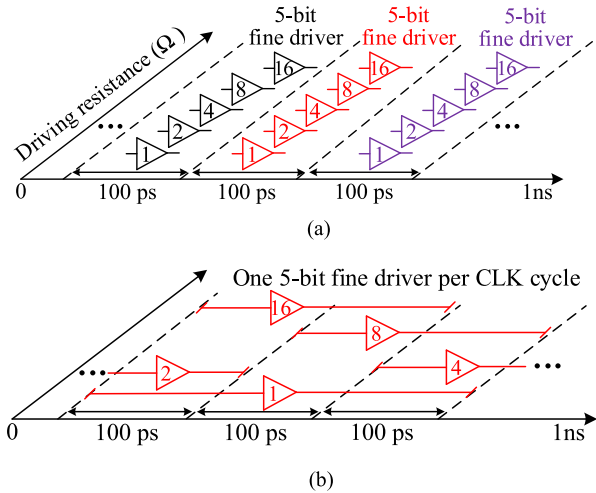 5-bit 5-bit 5-bit
fine driver fine driver fine driver
Driving resistance (Ω)
16 16 16
8 8 8
4 4 4
... 2 2 2 ...
1 1 1
0 100 ps 100 ps 100 ps 1ns
(a)
One 5-bit fine driver per CLK cycle
16
8
... 2 4 ...
1
0 100 ps 100 ps 100 ps 1ns
(b)